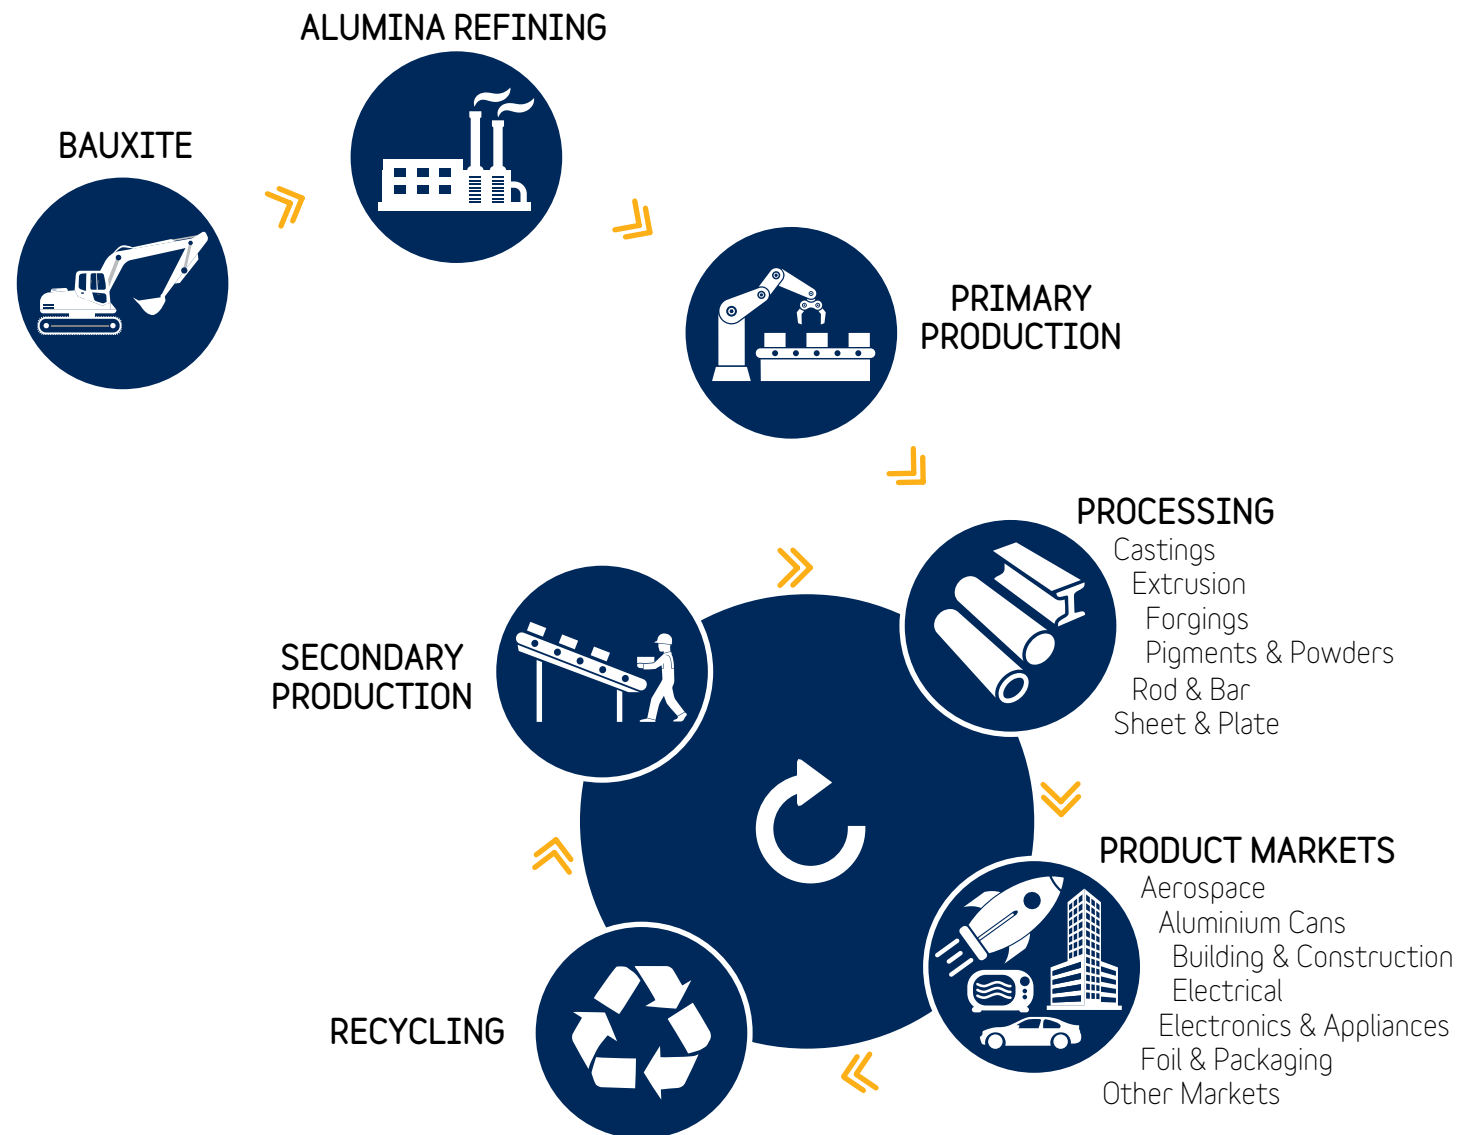 ALUMINA REFINING
BAUXITE
PRIMARY
PRODUCTION
PROCESSING
Castings
Extrusion
Forgings
Pigments & Powders
Rod & Bar
Sheet & Plate
SECONDARY
PRODUCTION
PRODUCT MARKETS
Aerospace
Aluminium Cans
Building & Construction
Electrical
Electronics & Appliances
Foil & Packaging
Other Markets
RECYCLING